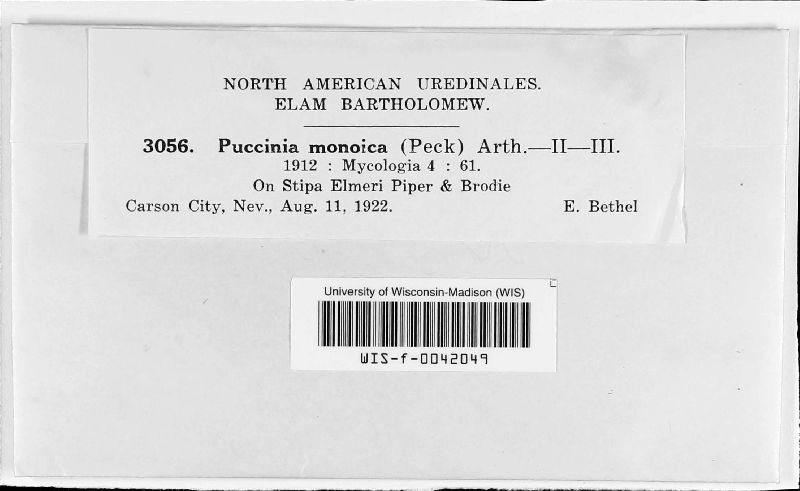 NORTH AMERICAN UREDINALES.
ELAM BARTHOLOMEW.
3056. Puccinia monoica (Peck) Arth.—II—III.
1912 : Mycologia 4 : 61.
On Stipa Elmeri Piper & Brodie
Carson City, Nev., Aug. 11, 1922. E. Bethel
University of Wisconsin-Madison (WIS)
WIS-f-0042049